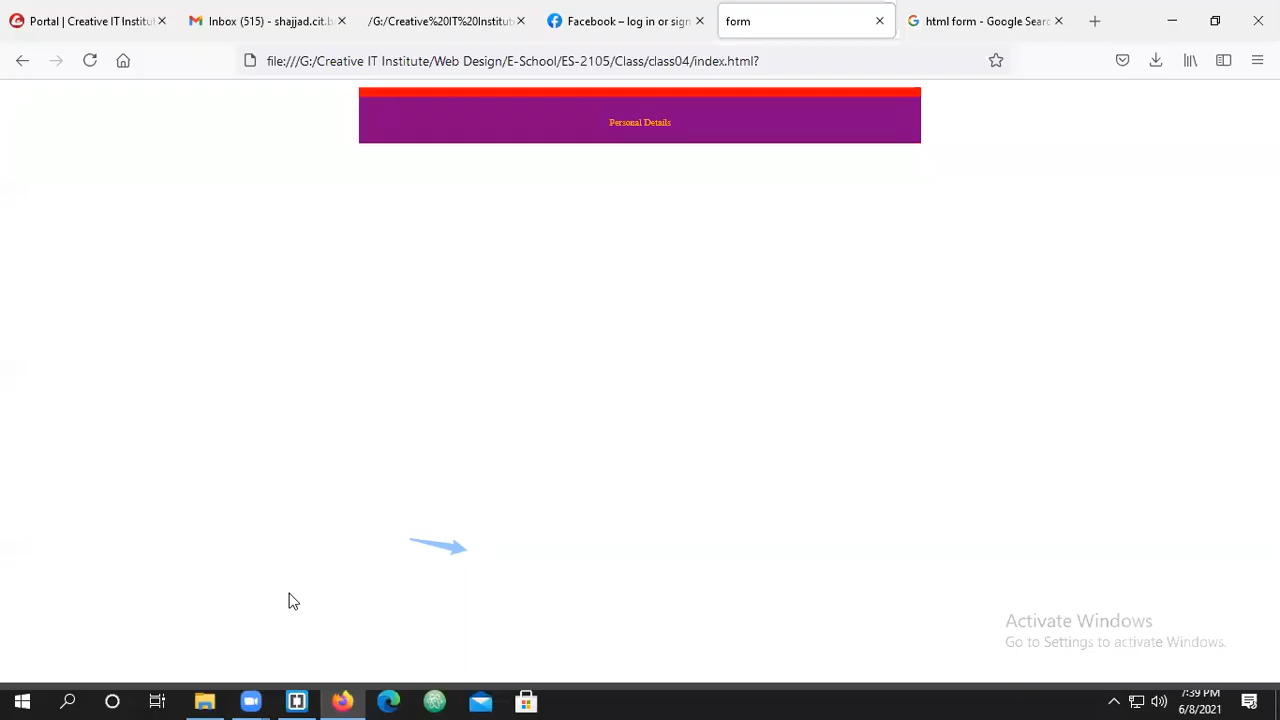 Portal | Creative IT Institut
Inbox (515) - shajjad.cit.b
/G:/Creative%20IT%20Institut
Facebook – log in or sign
form
html form - Google Searc
file:///G:/Creative IT Institute/Web Design/E-School/ES-2105/Class/class04/index.html?
Personal Details
Activate Windows
Go to Settings to activate Windows.
7:39 PM
6/8/2021